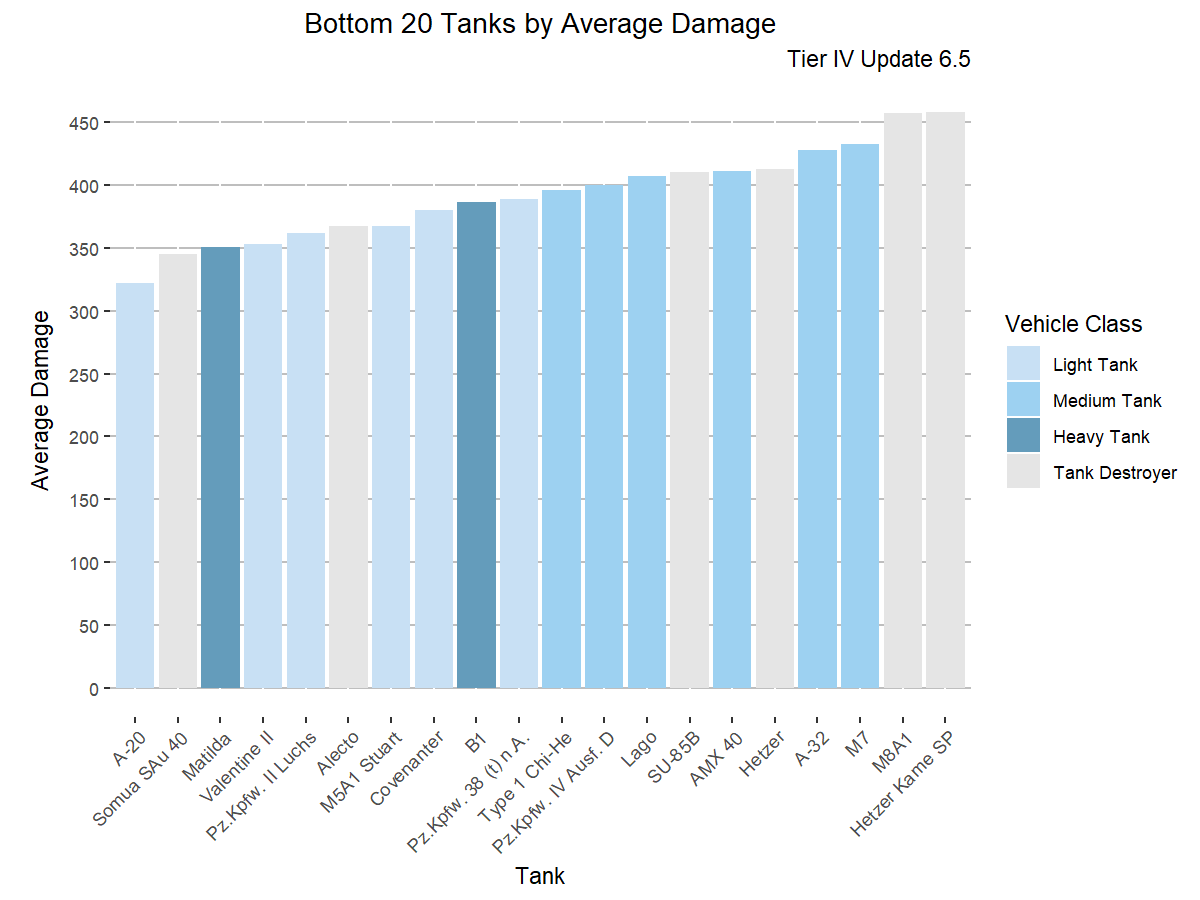 Bottom 20 Tanks by Average Damage
Tier IV Update 6.5
Average Damage
450
400
350
300
250
200
150
100
50
0
A-20
Somua SAu 40
Matilda
Valentine II
Pz.Kpfw. II Luchs
Alecto
M5A1 Stuart
Covenanter
B1
Pz.Kpfw. 38 (t) n.A.
Type 1 Chi-He
Pz.Kpfw. IV Ausf. D
Lago
SU-85B
AMX 40
Hetzer
A-32
M7
M8A1
Hetzer Kame SP
Tank
Vehicle Class
Light Tank
Medium Tank
Heavy Tank
Tank Destroyer